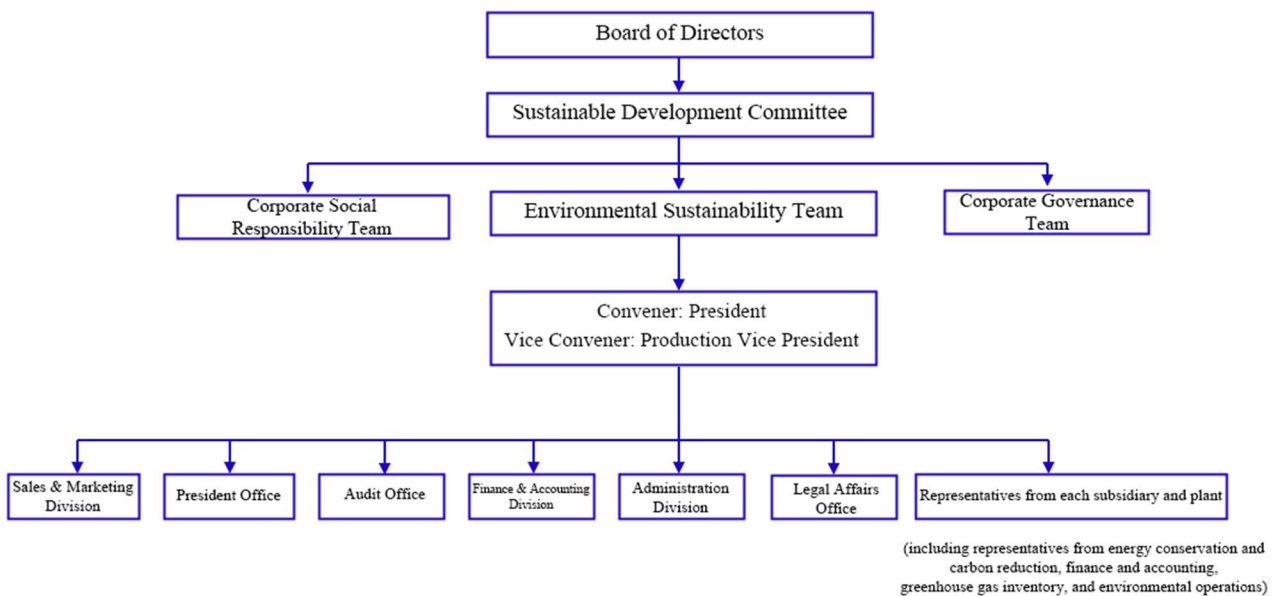 Board of Directors
Sustainable Development Committee
Corporate Social
Responsibility Team
Environmental Sustainability Team
Corporate Governance
Team
Convener: President
Vice Convener: Production Vice President
Sales & Marketing
Division
President Office
Audit Office
Finance & Accounting
Division
Administration
Division
Legal Affairs
Office
Representatives from each subsidiary and plant
(including representatives from energy conservation and
carbon reduction, finance and accounting,
greenhouse gas inventory, and environmental operations)